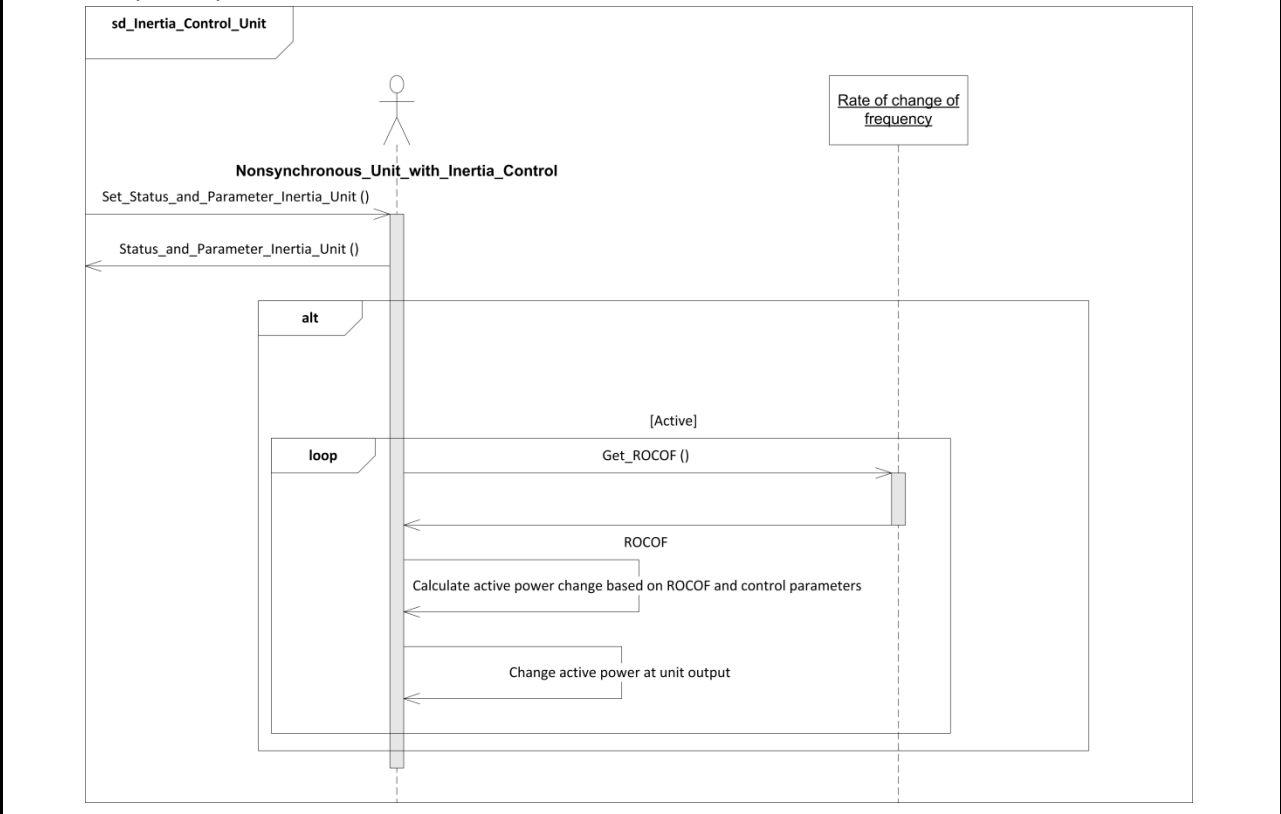 sd_Inertia_Control_Unit
Rate of change of
frequency
Nonsynchronous_Unit_with_Inertia_Control
Set_Status_and_Parameter_Inertia_Unit ()
Status_and_Parameter_Inertia_Unit ()
alt
[Active]
loop
Get_ROCOF ()
ROCOF
Calculate active power change based on ROCOF and control parameters
Change active power at unit output